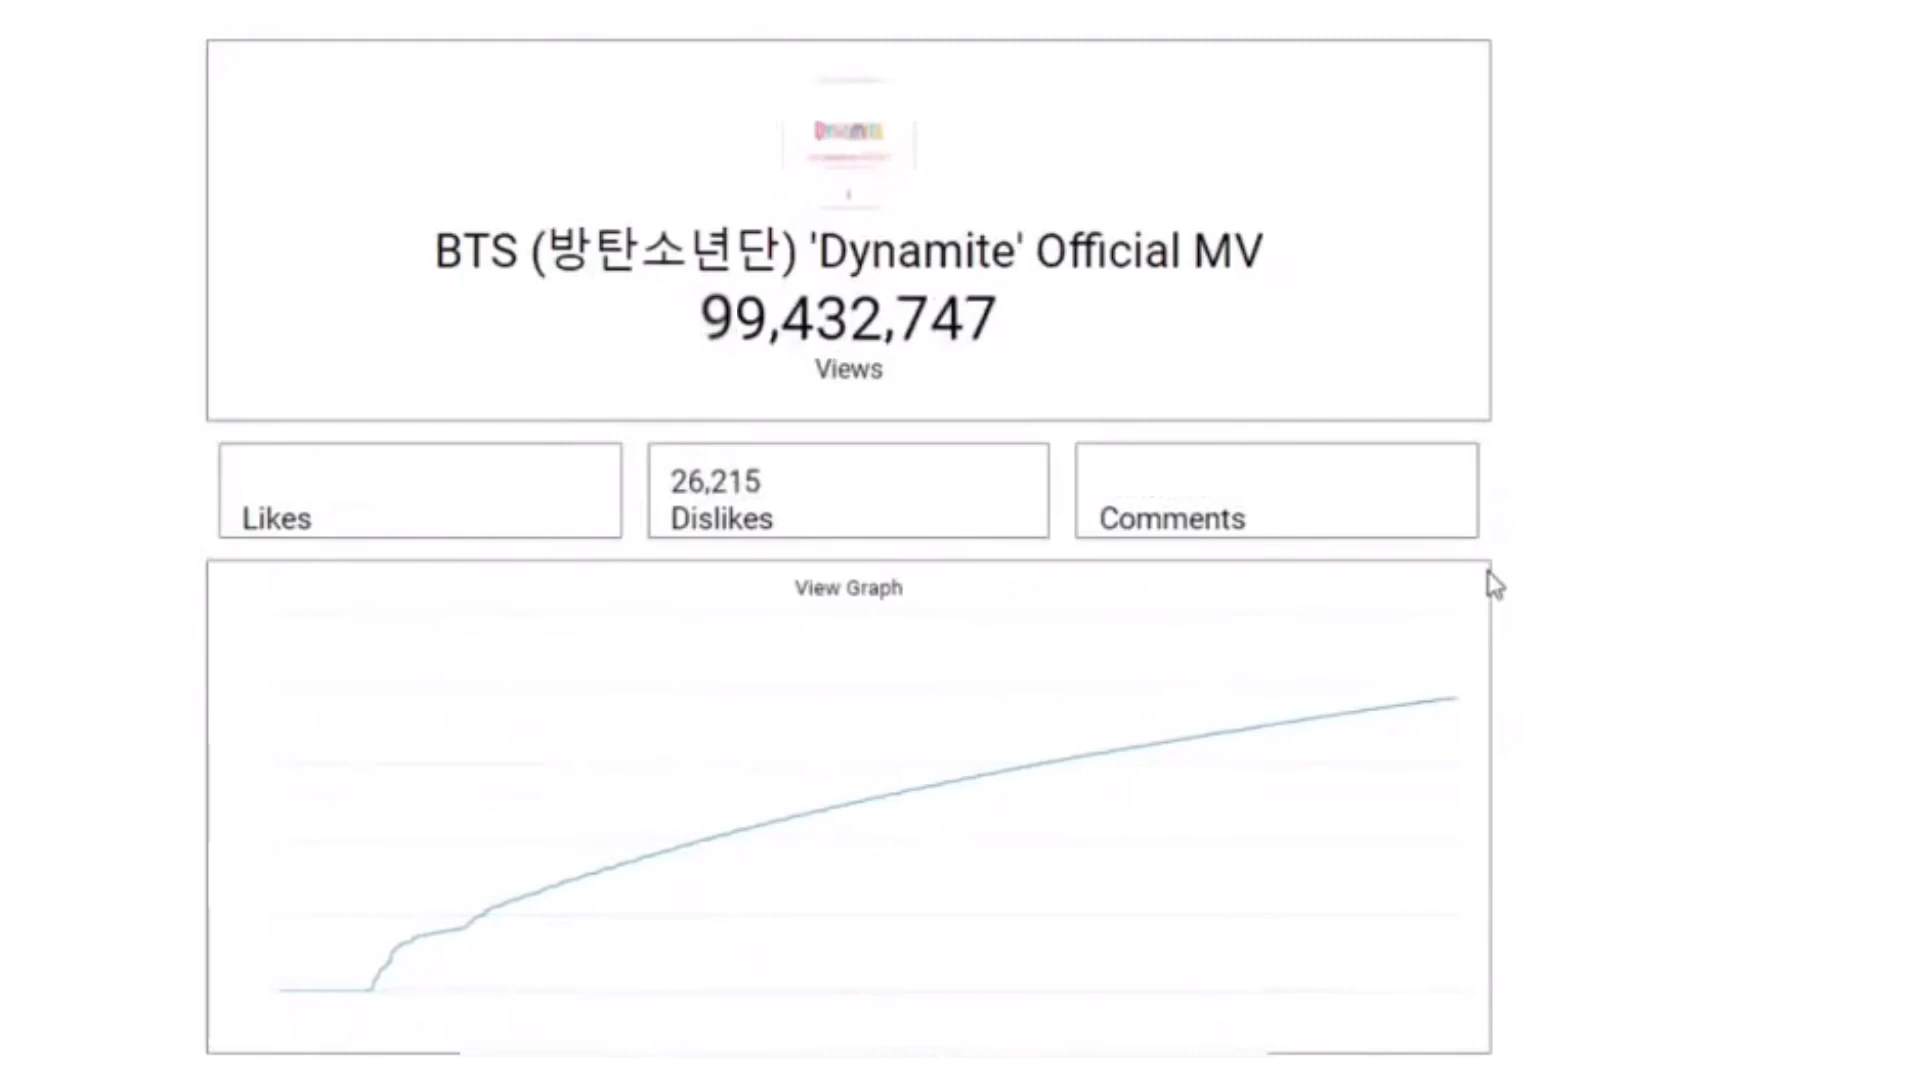 Dynamite
BTS (방탄소년단) 'Dynamite' Official MV
99,432,747
Views
Likes
26,215
Dislikes
Comments
View Graph